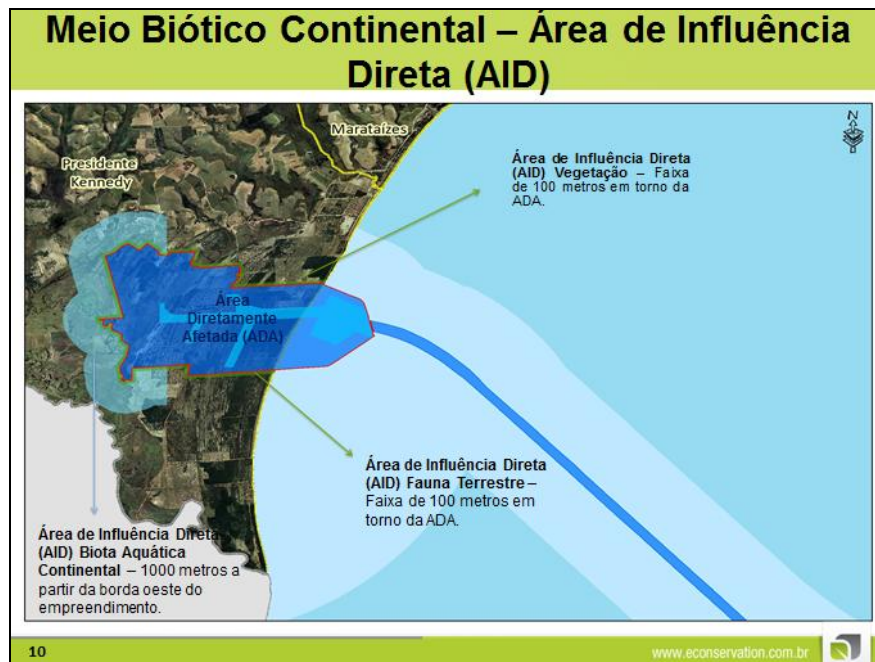 Meio Biótico Continental – Área de Influência
Direta (AID)
Marataízes
Presidente
Kennedy
N
Área de Influência Direta
(AID) Vegetação – Faixa
de 100 metros em torno da
ADA.
Área
Diretamente
Afetada (ADA)
Área de Influência Direta
(AID) Fauna Terrestre –
Faixa de 100 metros em
torno da ADA.
Área de Influência Direta
(AID) Biota Aquática
Continental – 1000 metros a
partir da borda oeste do
empreendimento.
10
www.econservation.com.br